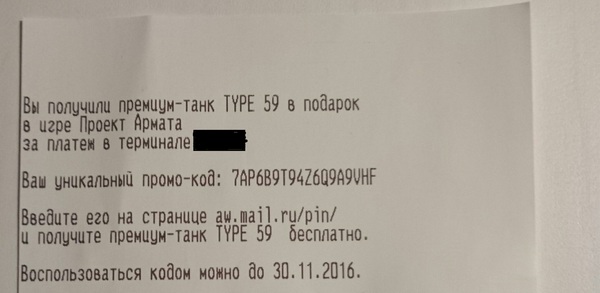 Вы получили премиум-танк TYPE 59 в подарок
в игре Проект Армата
за платеж в терминале
Ваш уникальный промо-код: 7AP6B9T94Z6Q9A9VHF
Введите его на странице aw.mail.ru/pin/
и получите премиум-танк TYPE 59 бесплатно.
Воспользоваться кодом можно до 30.11.2016.